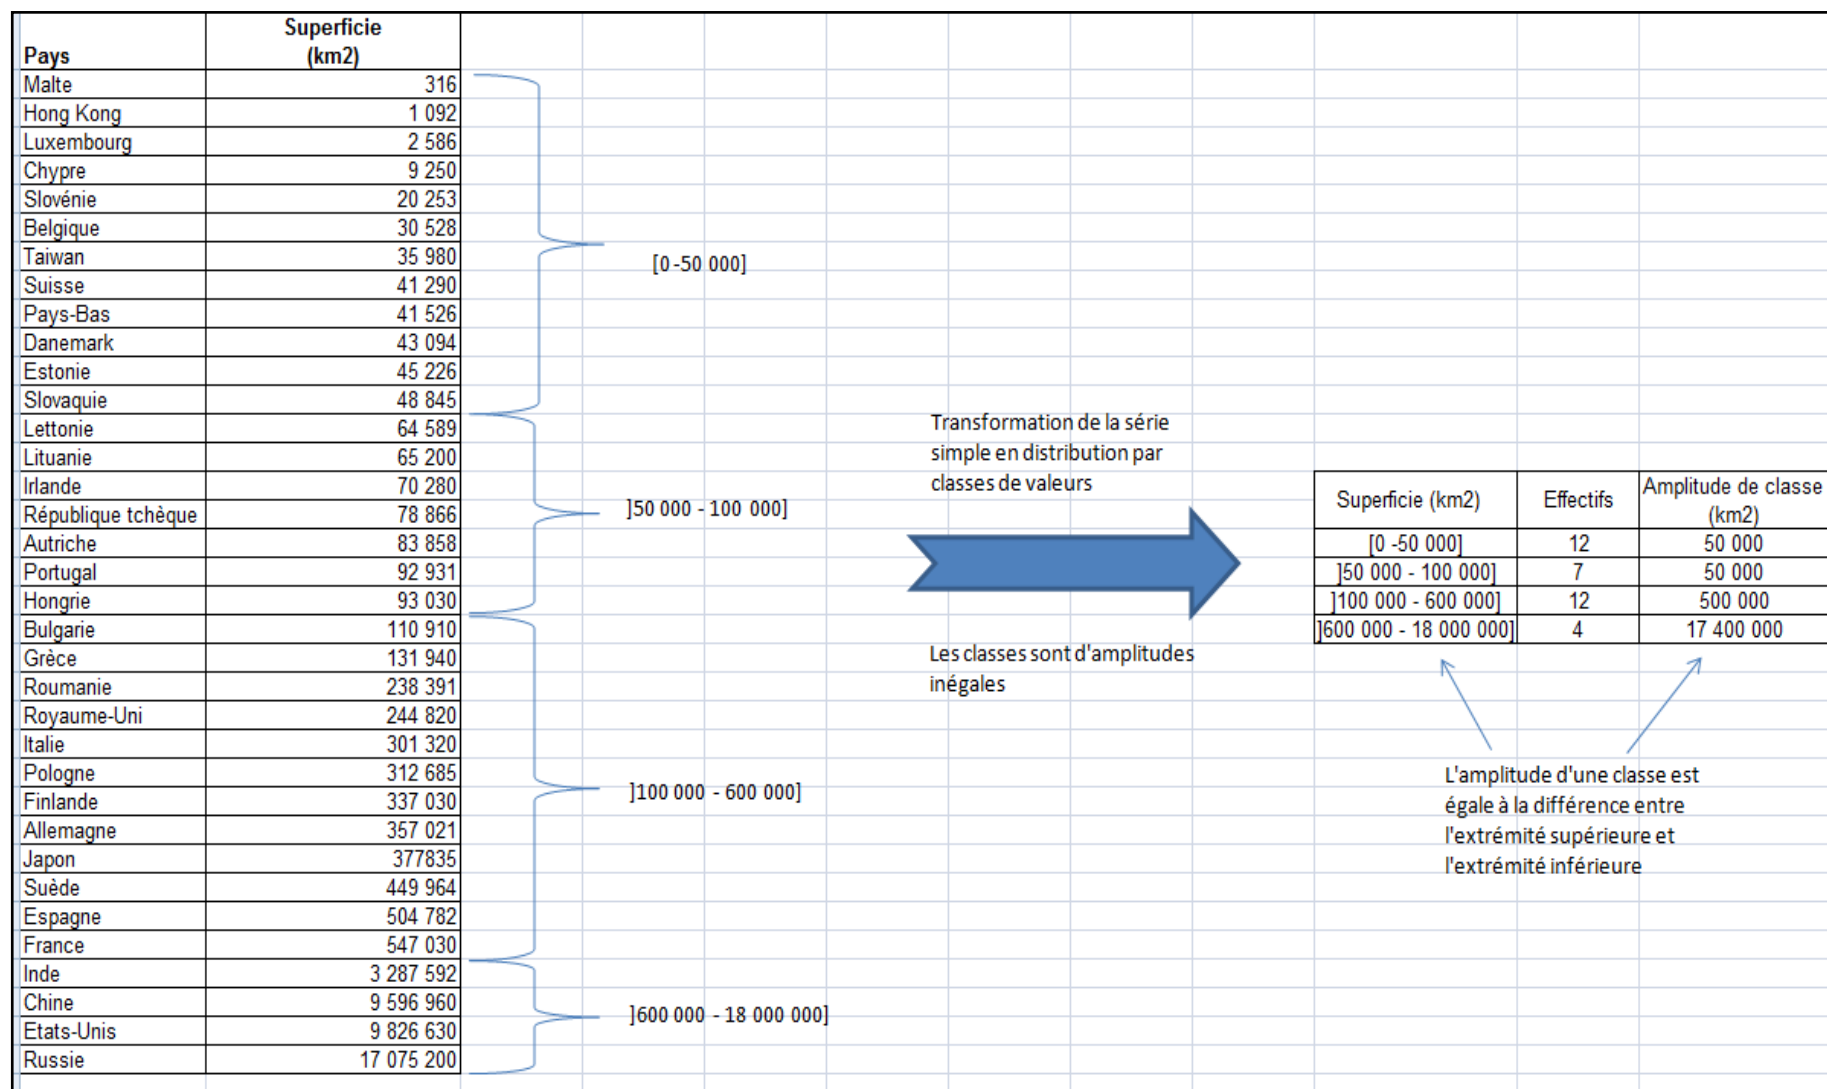 Pays Superficie (km2)
Malte 316
Hong Kong 1 092
Luxembourg 2 586
Chypre 9 250
Slovénie 20 253
Belgique 30 528
Taiwan 35 980
Suisse 41 290
Pays-Bas 41 526
Danemark 43 094
Estonie 45 226
Slovaquie 48 845
Lettonie 64 589
Lituanie 65 200
Irlande 70 280
République tchèque 78 866
Autriche 83 858
Portugal 92 931
Hongrie 93 030
Bulgarie 110 910
Grèce 131 940
Roumanie 238 391
Royaume-Uni 244 820
Italie 301 320
Pologne 312 685
Finlande 337 030
Allemagne 357 021
Japon 377835
Suède 449 964
Espagne 504 782
France 547 030
Inde 3 287 592
Chine 9 596 960
Etats-Unis 9 826 630
Russie 17 075 200
[0 -50 000]
]50 000 - 100 000]
]100 000 - 600 000]
]600 000 - 18 000 000]
Transformation de la série
simple en distribution par
classes de valeurs
Les classes sont d'amplitudes
inégales
Superficie (km2) Effectifs Amplitude de classe (km2)
[0 -50 000] 12 50 000
]50 000 - 100 000] 7 50 000
]100 000 - 600 000] 12 500 000
]600 000 - 18 000 000] 4 17 400 000
L'amplitude d'une classe est
égale à la différence entre
l'extrémité supérieure et
l'extrémité inférieure